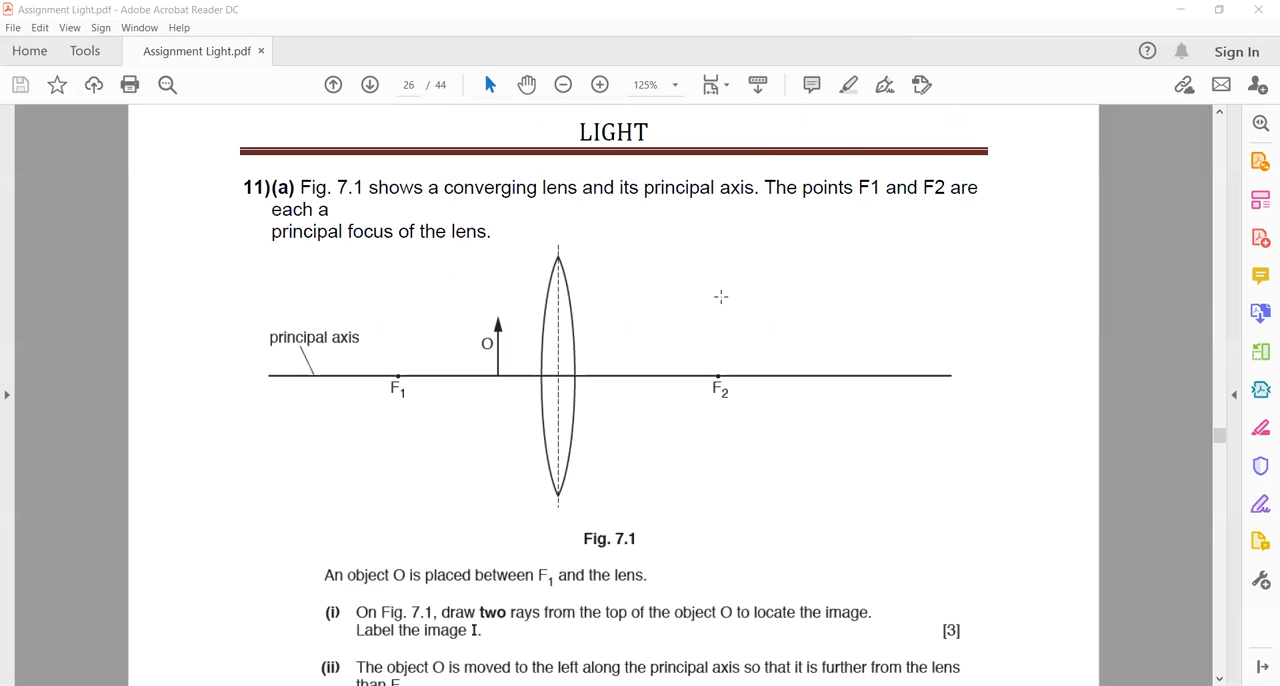 Assignment Light.pdf - Adobe Acrobat Reader DC
File Edit View Sign Window Help
Home Tools Assignment Light.pdf × ? Sign In
26 / 44 125%
LIGHT
11)(a) Fig. 7.1 shows a converging lens and its principal axis. The points F1 and F2 are
each a
principal focus of the lens.
principal axis
O
F1 F2
Fig. 7.1
An object O is placed between F1 and the lens.
(i) On Fig. 7.1, draw two rays from the top of the object O to locate the image.
Label the image I.
[3]
(ii) The object O is moved to the left along the principal axis so that it is further from the lens
than F